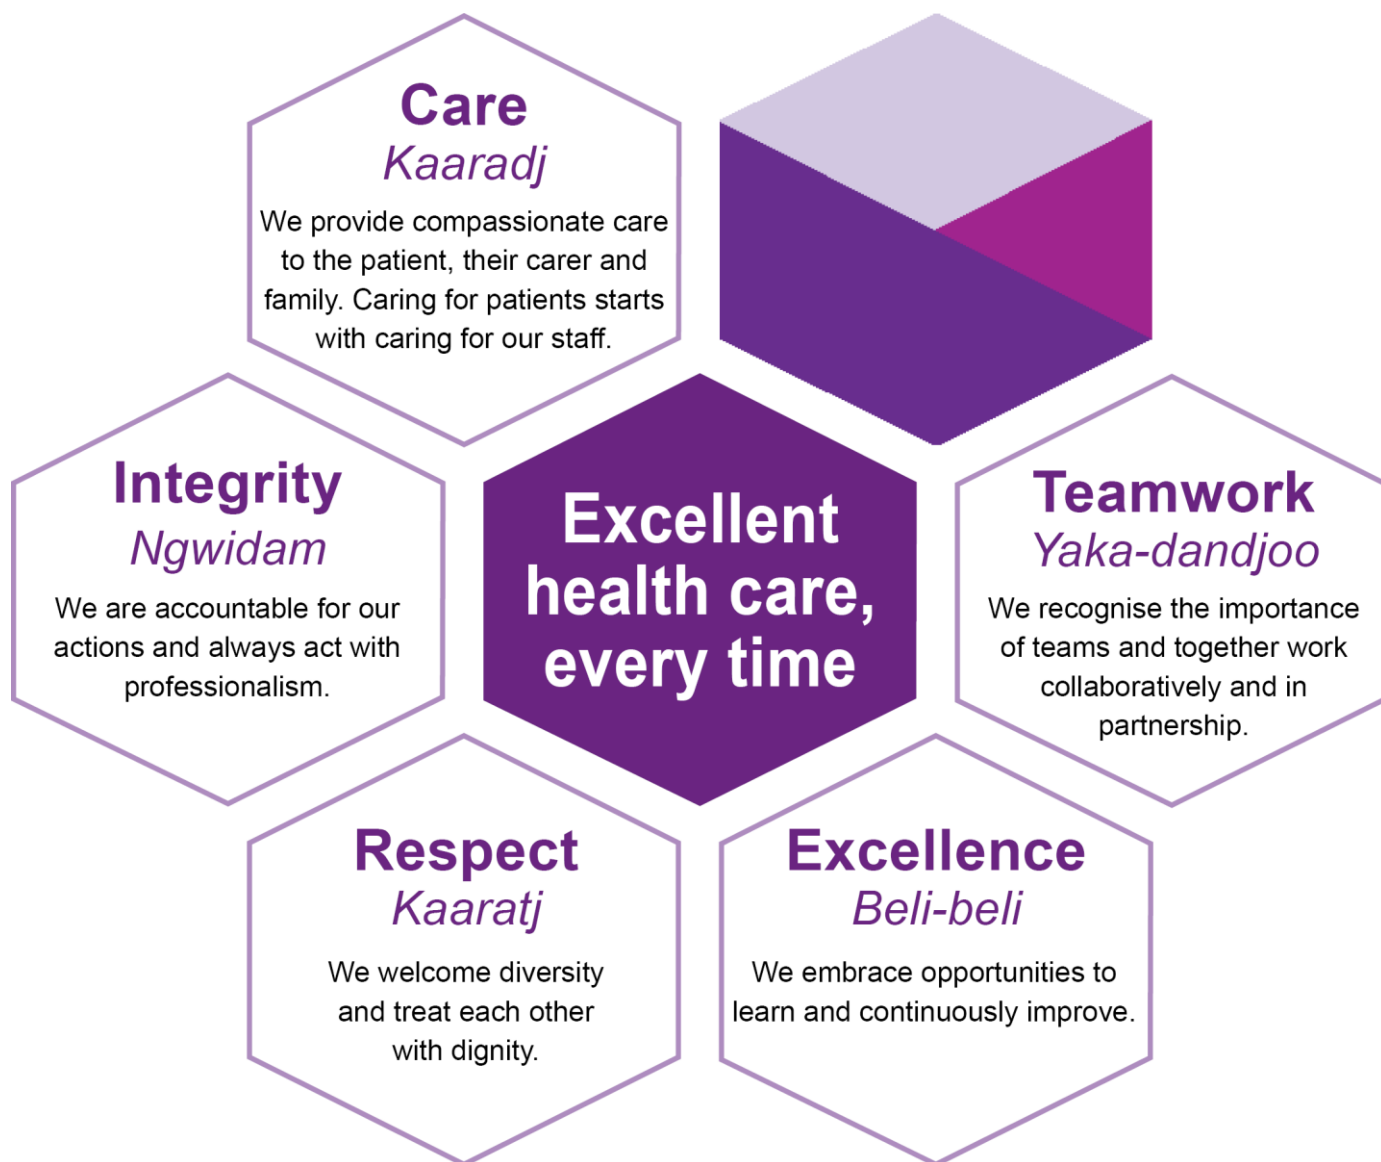 Care
Kaaradj
We provide compassionate care
to the patient, their carer and
family. Caring for patients starts
with caring for our staff.
Integrity
Ngwidam
We are accountable for our
actions and always act with
professionalism.
Excellent
health care,
every time
Teamwork
Yaka-dandjoo
We recognise the importance
of teams and together work
collaboratively and in
partnership.
Respect
Kaaratj
We welcome diversity
and treat each other
with dignity.
Excellence
Beli-beli
We embrace opportunities to
learn and continuously improve.